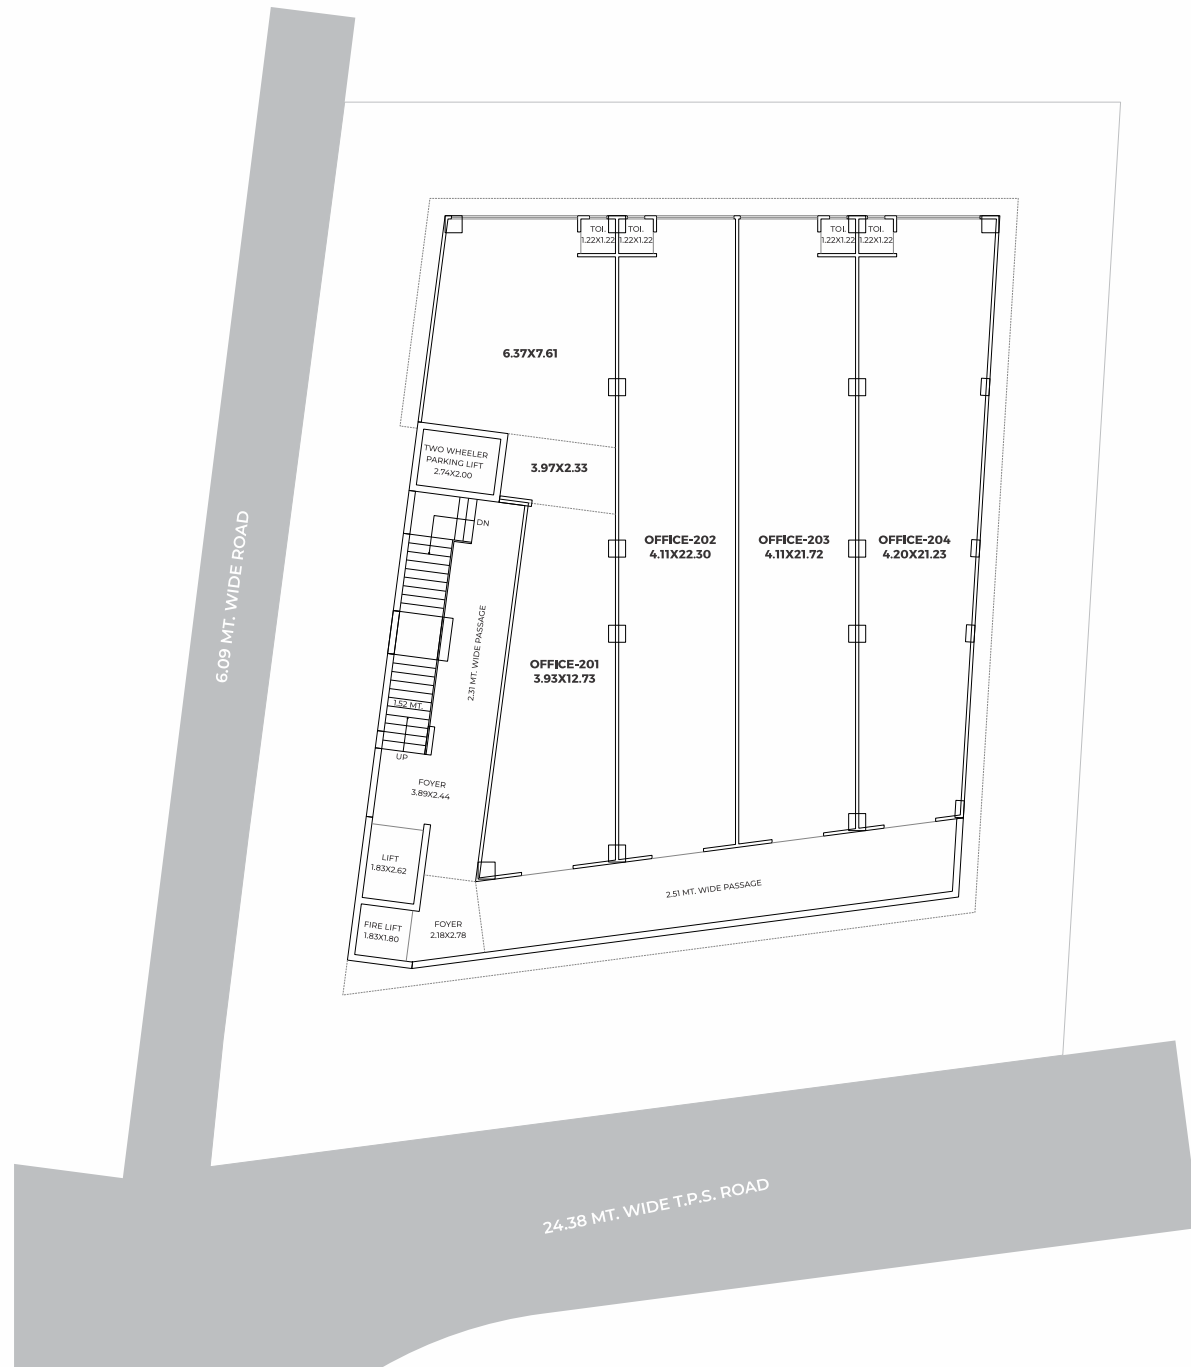 TOI.
1.22X1.22
TOI.
1.22X1.22
TOI.
1.22X1.22
TOI.
1.22X1.22
6.37X7.61
TWO WHEELER
PARKING LIFT
2.74X2.00
3.97X2.33
DN
OFFICE-202
4.11X22.30
OFFICE-203
4.11X21.72
OFFICE-204
4.20X21.23
6.09 MT. WIDE ROAD
2.31 MT. WIDE PASSAGE
OFFICE-201
3.93X12.73
1.52 MT.
UP
FOYER
3.89X2.44
LIFT
1.83X2.62
2.51 MT. WIDE PASSAGE
FIRE LIFT
1.83X1.80
FOYER
2.18X2.78
24.38 MT. WIDE T.P.S. ROAD